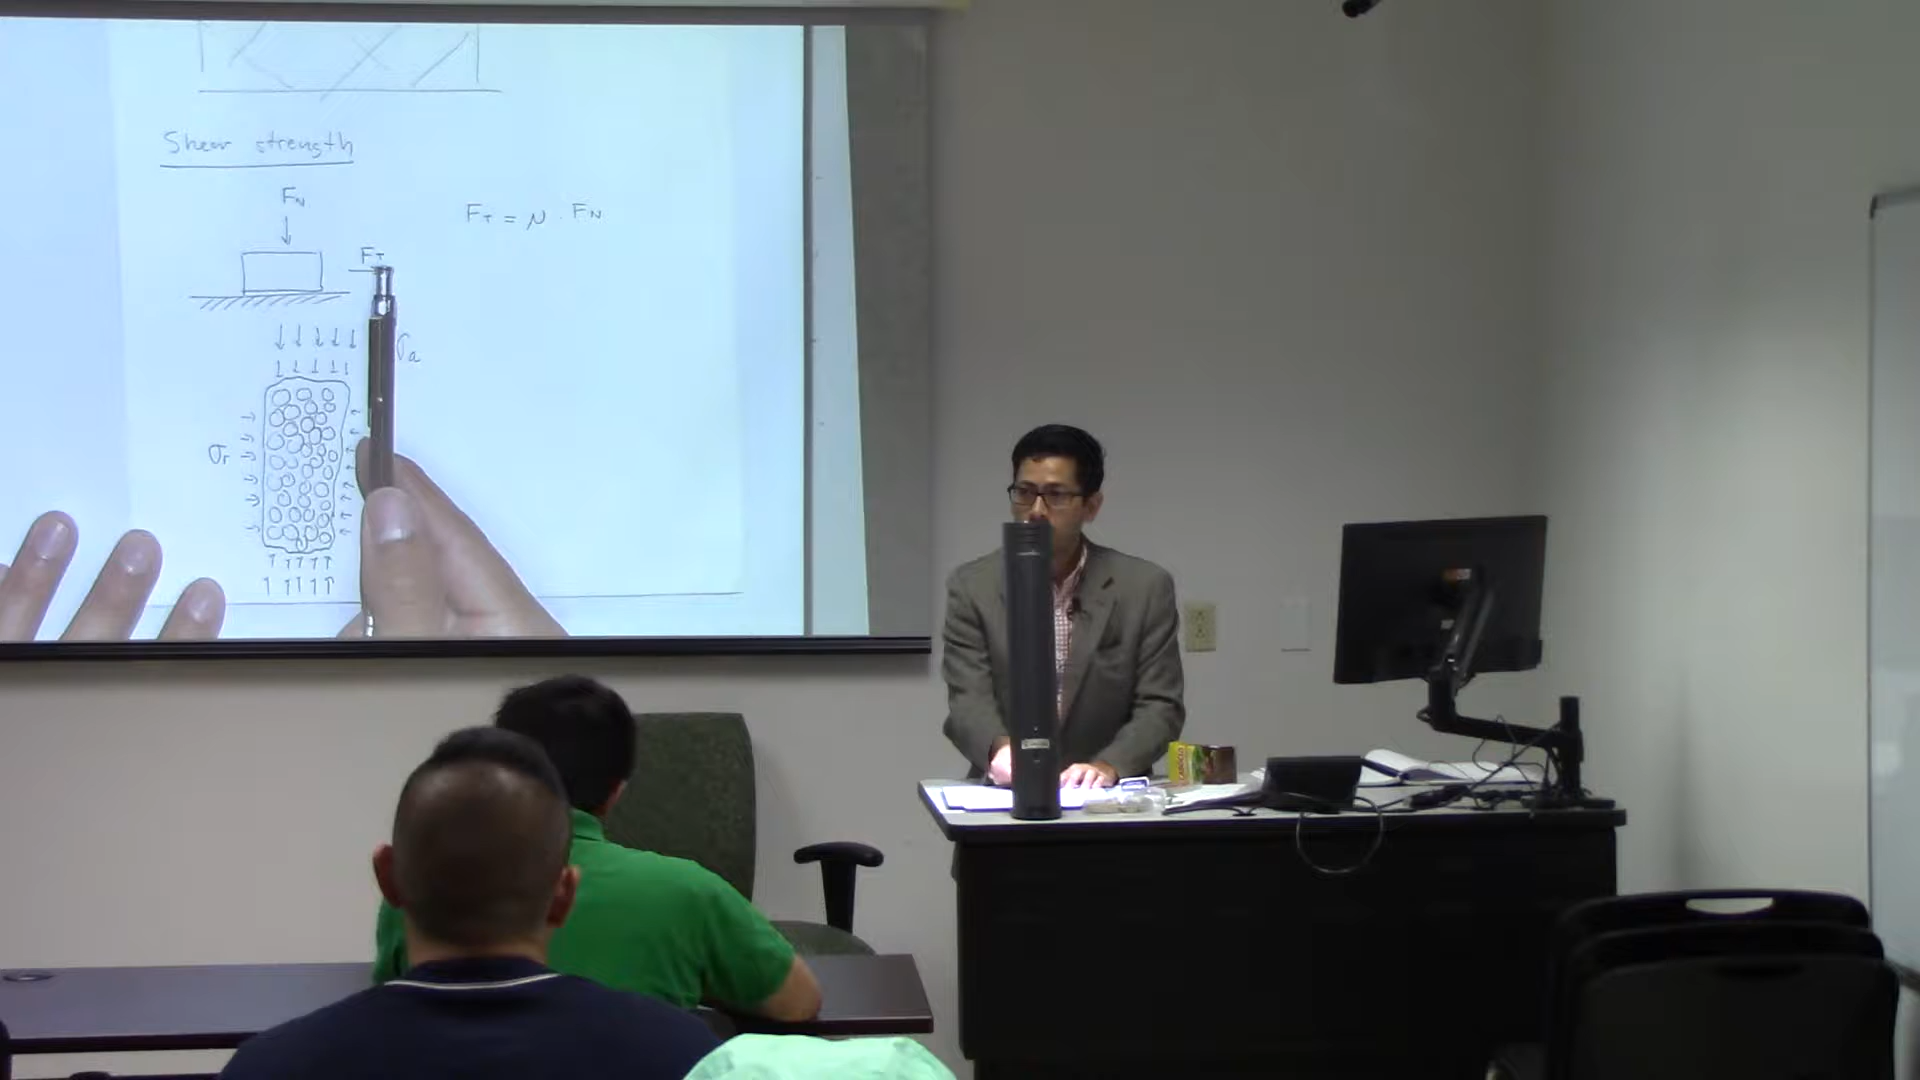 Shear strength
F_N
F_T = μ · F_N
F_T
σ_a
σ_r